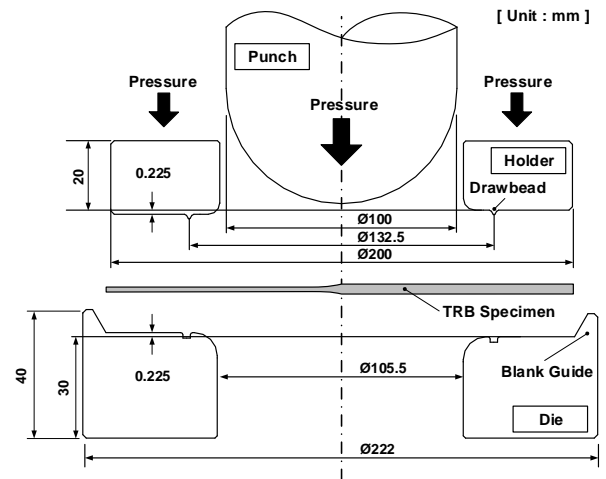 [ Unit : mm ]
Punch
Pressure
Pressure
Pressure
20
0.225
Holder
Drawbead
Ø100
Ø132.5
Ø200
TRB Specimen
40
30
0.225
Ø105.5
Blank Guide
Die
Ø222